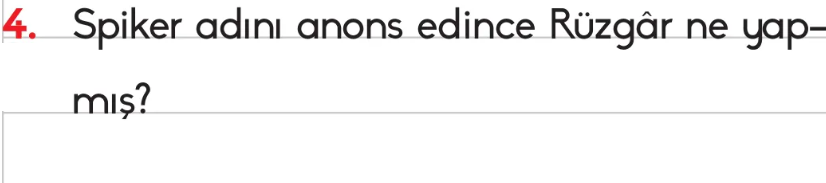 4. Spiker adını anons edince Rüzgâr ne yap-
mış?